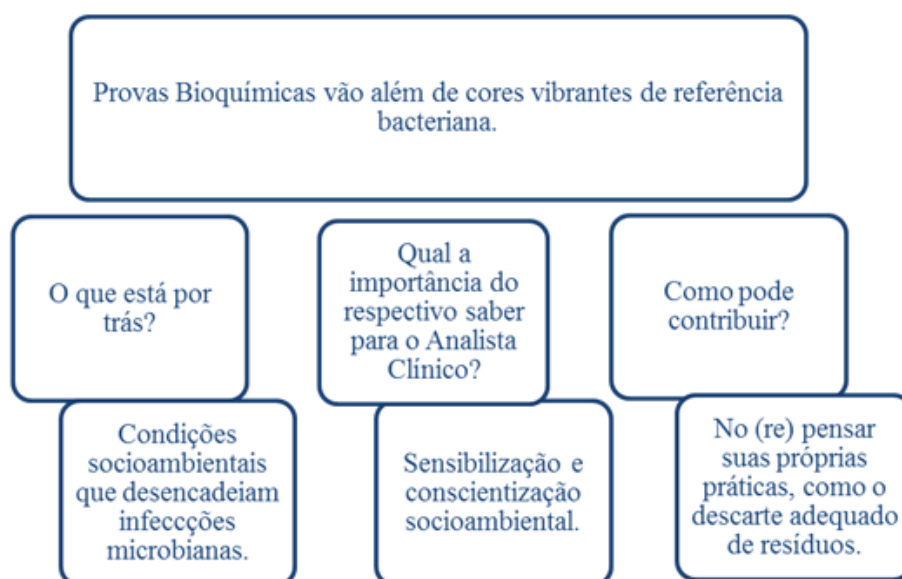 Provas Bioquímicas vão além de cores vibrantes de referência
bacteriana.
O que está por
trás?
Qual a
importância do
respectivo saber
para o Analista
Clínico?
Como pode
contribuir?
Condições
socioambientais
que desencadeiam
infeccções
microbianas.
Sensibilização e
conscientização
socioambiental.
No (re) pensar
suas próprias
práticas, como o
descarte adequado
de resíduos.